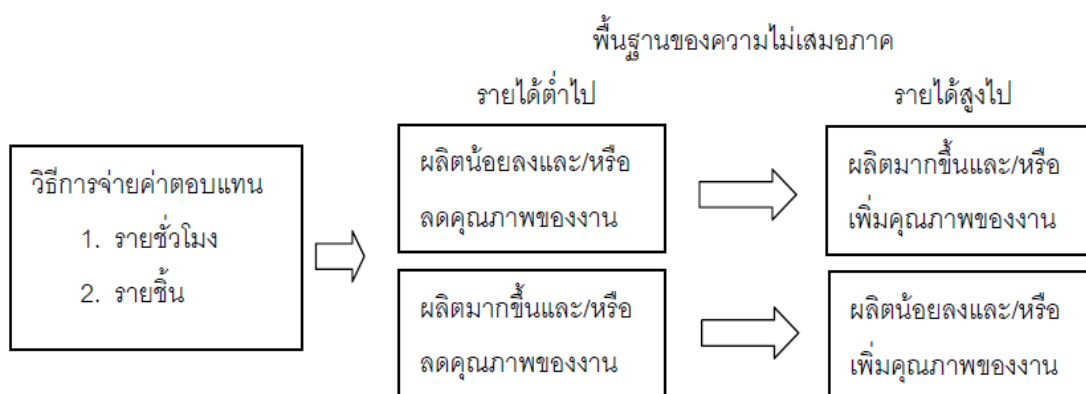 พื้นฐานของความไม่เสมอภาค
รายได้ต่ำไป
รายได้สูงไป
วิธีการจ่ายค่าตอบแทน
1. รายชั่วโมง
2. รายชิ้น
ผลิตน้อยลงและ/หรือ
ลดคุณภาพของงาน
ผลิตมากขึ้นและ/หรือ
เพิ่มคุณภาพของงาน
ผลิตมากขึ้นและ/หรือ
ลดคุณภาพของงาน
ผลิตน้อยลงและ/หรือ
เพิ่มคุณภาพของงาน